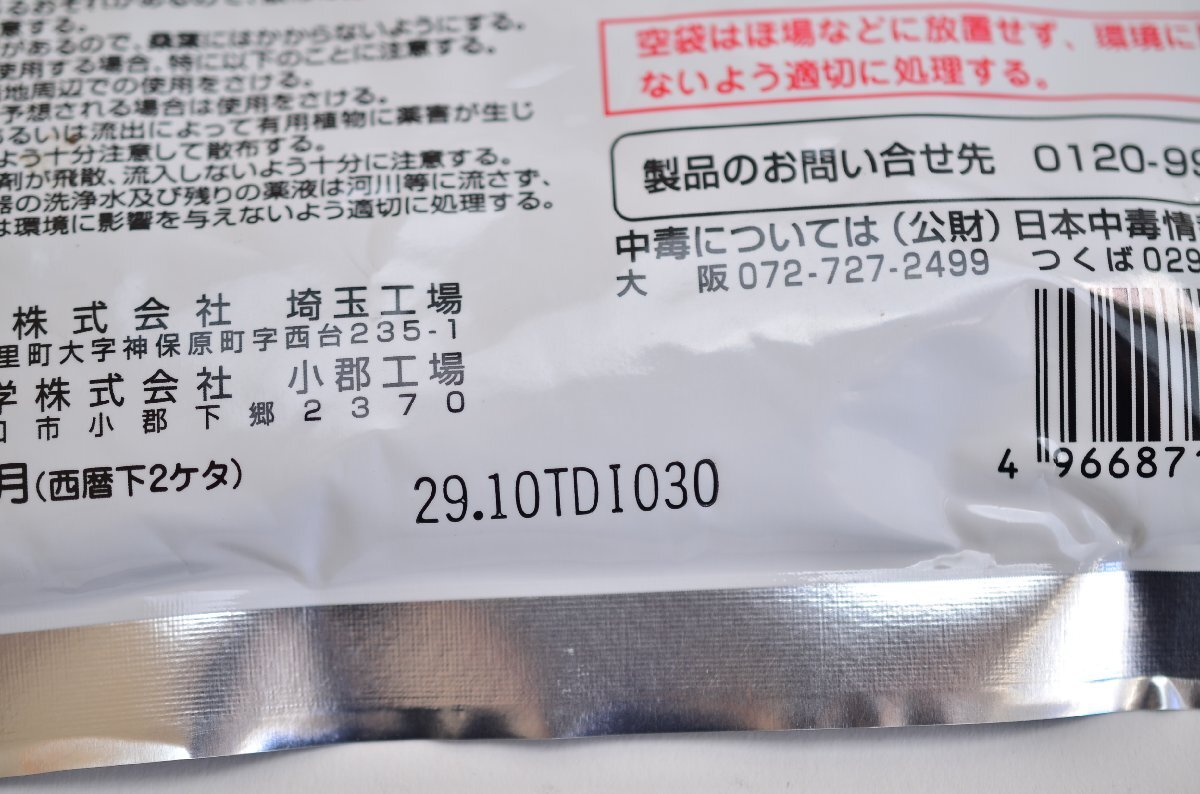 るおそれがあるので、
意する。
があるので、桑葉にはかからないようにする。
使用する場合、特に以下のことに注意する。
地周辺での使用をさける。
予想される場合は使用をさける。
あるいは流出によって有用植物に薬害が生じ
よう十分注意して散布する。
剤が飛散、流入しないよう十分に注意する。
器の洗浄水及び残りの薬液は河川等に流さず、
は環境に影響を与えないよう適切に処理する。
株式会社 埼玉工場
里町大字神保原町字西台235-1
学株式会社 小郡工場
口市小郡下郷2370
月(西暦下2ケタ)
29.10TDI030
空袋はほ場などに放置せず、環境に
ないよう適切に処理する。
製品のお問い合せ先 0120-99
中毒については(公財)日本中毒情
大 阪072-727-2499 つくば029
4 966871